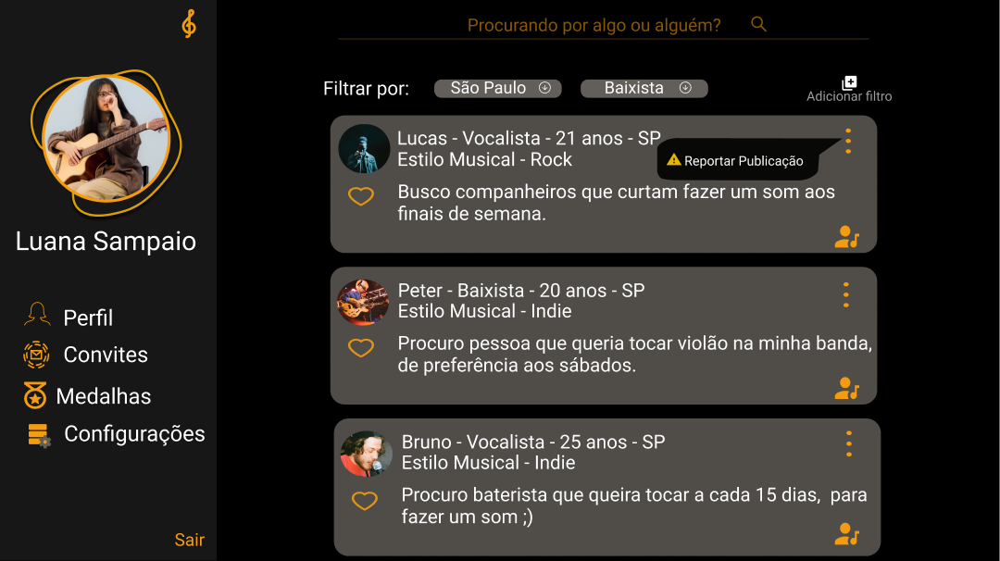 Procurando por algo ou alguém?
Filtrar por:
São Paulo
Baixista
Adicionar filtro
Luana Sampaio
Perfil
Convites
Medalhas
Configurações
Sair
Lucas - Vocalista - 21 anos - SP
Estilo Musical - Rock
Reportar Publicação
Busco companheiros que curtam fazer um som aos
finais de semana.
Peter - Baixista - 20 anos - SP
Estilo Musical - Indie
Procuro pessoa que queria tocar violão na minha banda,
de preferência aos sábados.
Bruno - Vocalista - 25 anos - SP
Estilo Musical - Indie
Procuro baterista que queira tocar a cada 15 dias,  para
fazer um som ;)